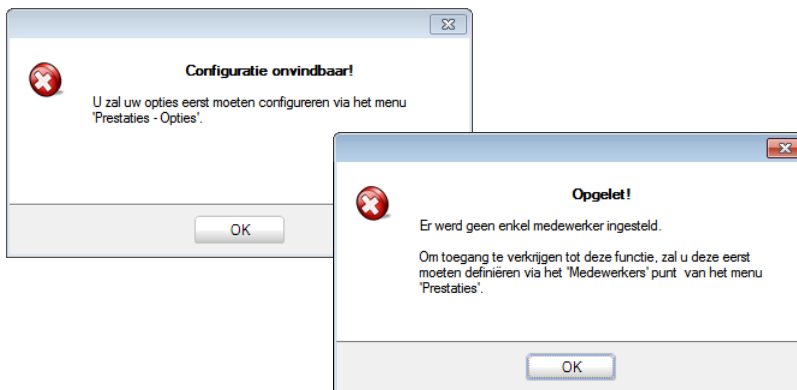 Configuratie onvindbaar!
U zal uw opties eerst moeten configureren via het menu
'Prestaties - Opties'.
OK
Opgelet!
Er werd geen enkel medewerker ingesteld.
Om toegang te verkrijgen tot deze functie, zal u deze eerst
moeten definiëren via het 'Medewerkers' punt van het menu
'Prestaties'.
OK